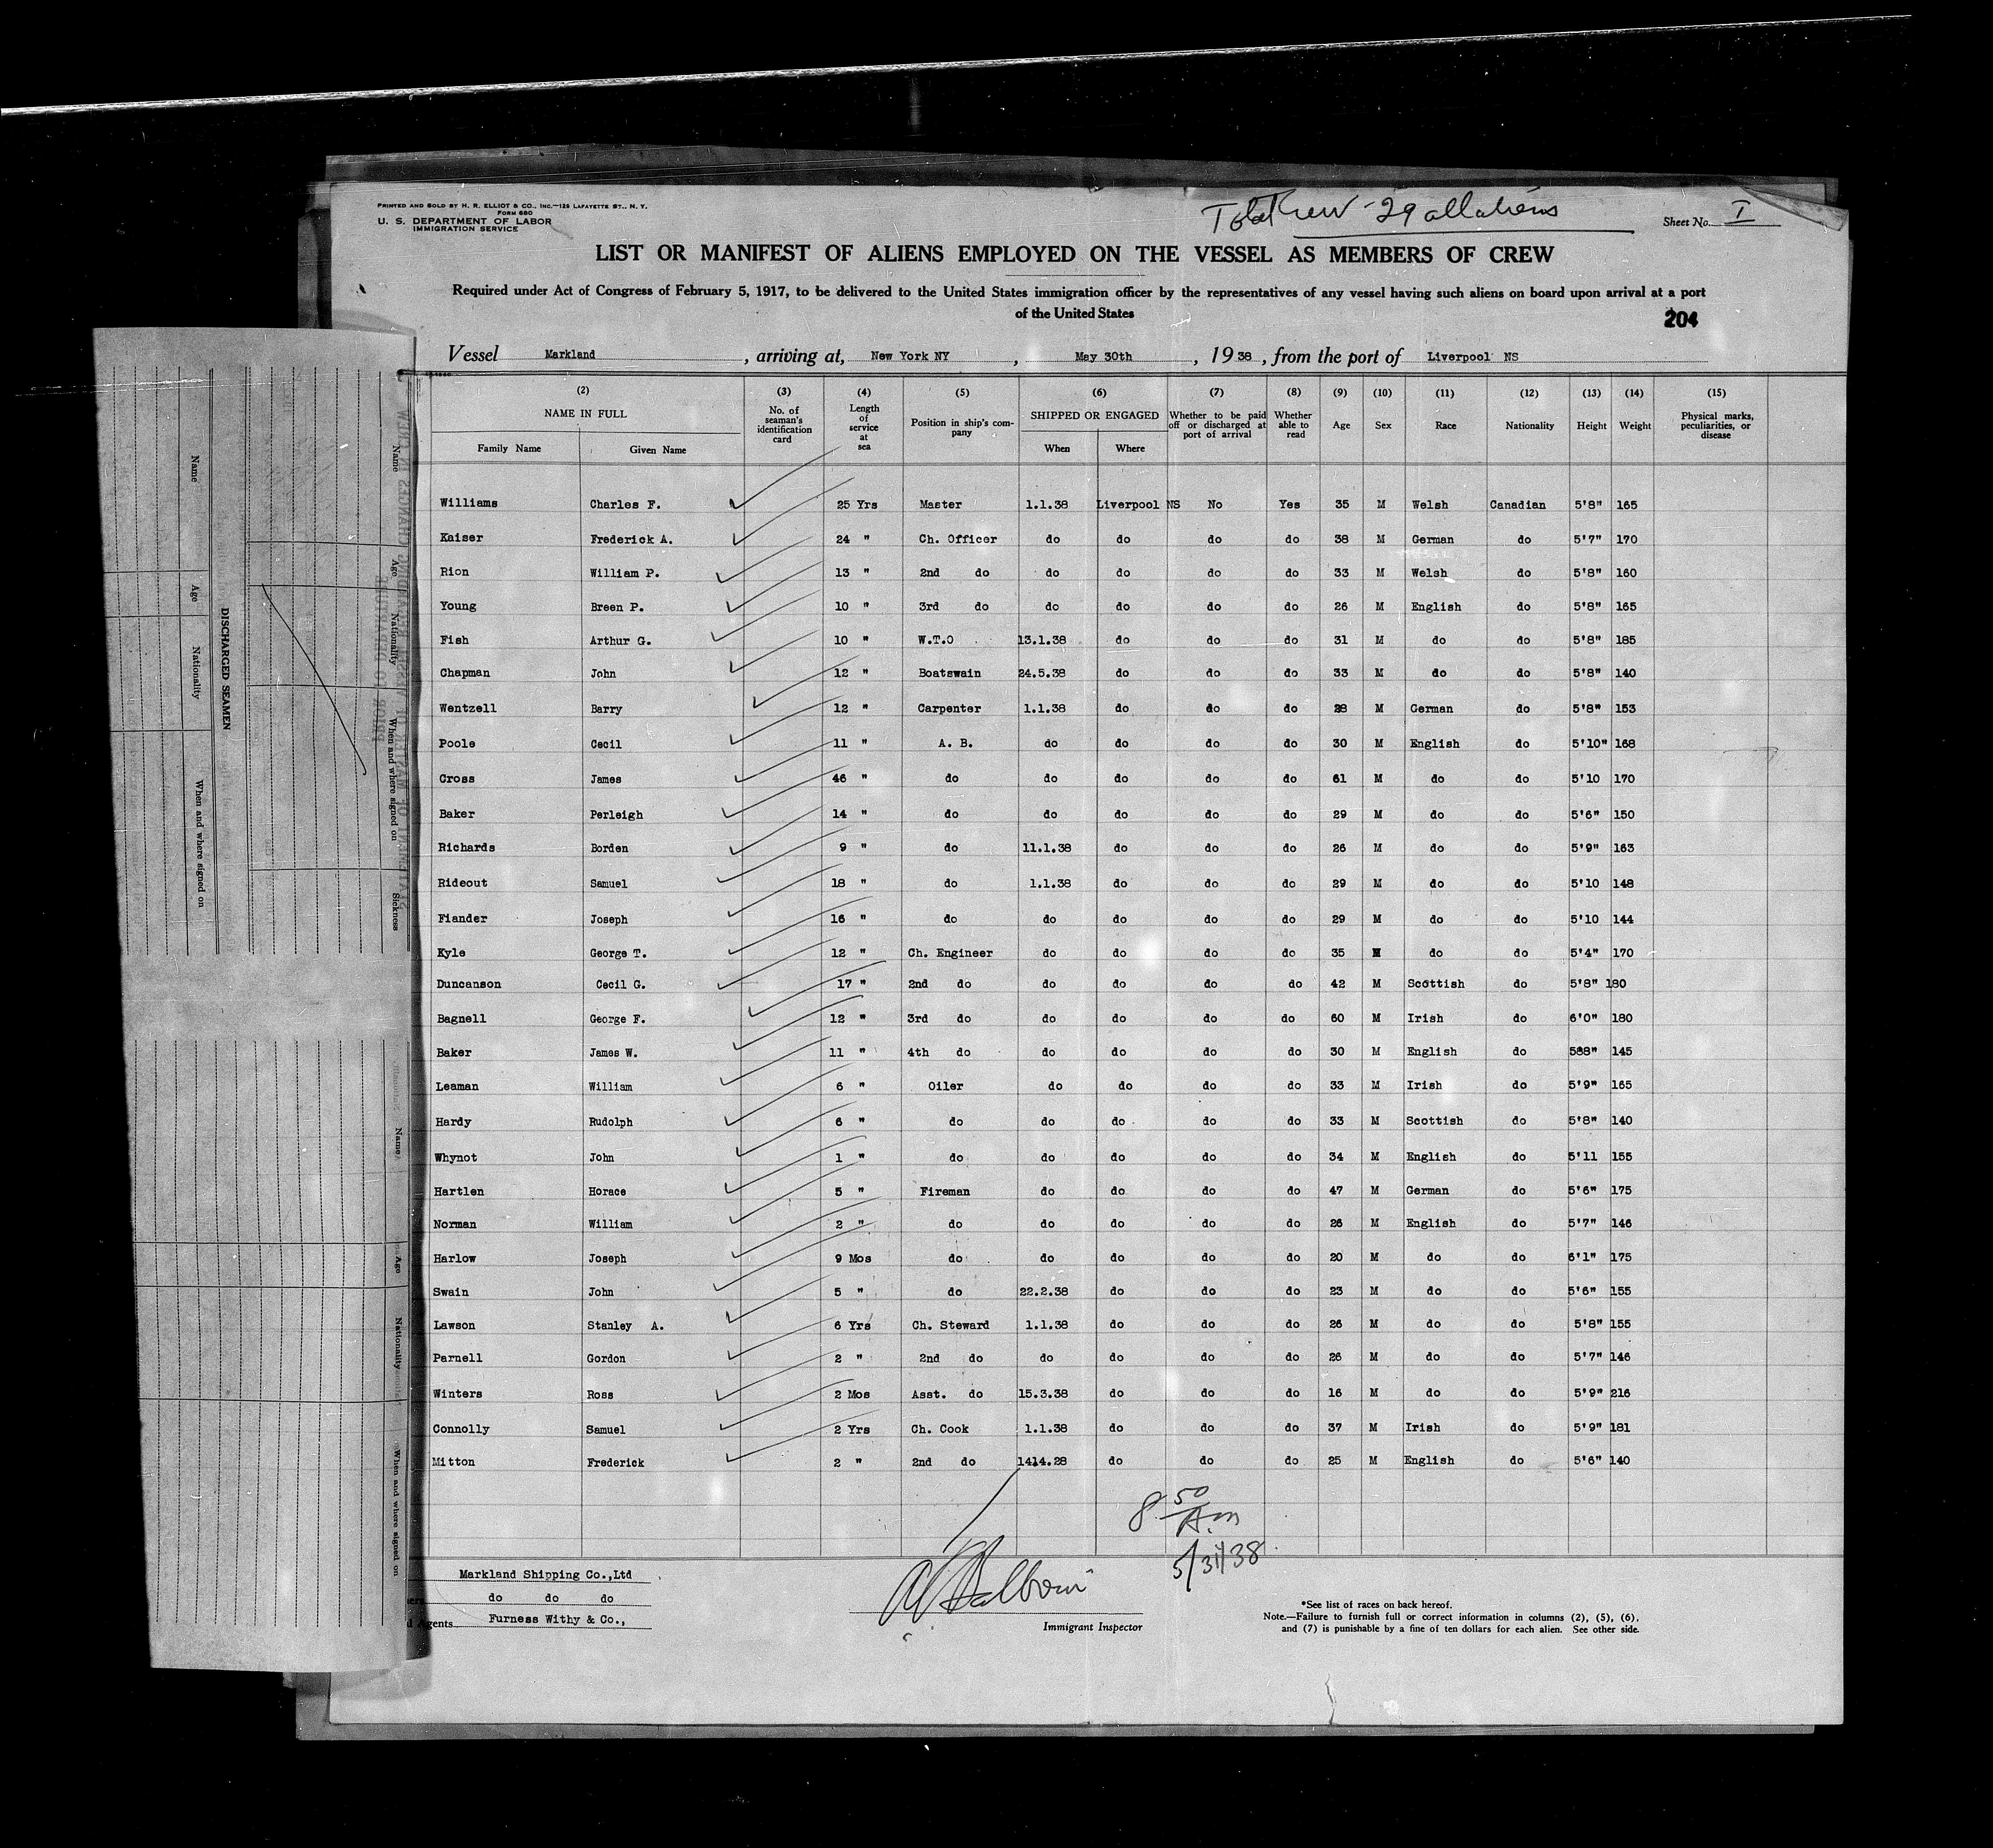 PRINTED AND SOLD BY H. R. ELLIOT & CO., INC.—125 LAFAYETTE ST., N. Y.
FORM 680
U. S. DEPARTMENT OF LABOR
IMMIGRATION SERVICE
Total Crew - 29 all aliens
Sheet No. I
LIST OR MANIFEST OF ALIENS EMPLOYED ON THE VESSEL AS MEMBERS OF CREW
Required under Act of Congress of February 5, 1917, to be delivered to the United States immigration officer by the representatives of any vessel having such aliens on board upon arrival at a port
of the United States
204
Vessel Markland, arriving at, New York NY, May 30th, 1938, from the port of Liverpool NS
(2) (3) (4) (5) (6) (7) (8) (9) (10) (11) (12) (13) (14) (15)
NAME IN FULL No. of seaman's identification card Length of service at sea Position in ship's company SHIPPED OR ENGAGED Whether to be paid off or discharged at port of arrival Whether able to read Age Sex Race Nationality Height Weight Physical marks, peculiarities, or disease
Family Name Given Name When Where
Williams Charles F. 25 Yrs Master 1.1.38 Liverpool NS No Yes 35 M Welsh Canadian 5'8" 165
Kaiser Frederick A. 24 " Ch. Officer do do do do 38 M German do 5'7" 170
Rion William P. 13 " 2nd do do do do do 33 M Welsh do 5'8" 160
Young Breen P. 10 " 3rd do do do do do 26 M English do 5'8" 165
Fish Arthur G. 10 " W.T.O 13.1.38 do do do 31 M do do 5'8" 185
Chapman John 12 " Boatswain 24.5.38 do do do 33 M do do 5'8" 140
Wentzell Barry 12 " Carpenter 1.1.38 do do do 28 M German do 5'8" 153
Poole Cecil 11 " A. B. do do do do 30 M English do 5'10" 168
Cross James 46 " do do do do do 61 M do do 5'10 170
Baker Perleigh 14 " do do do do do 29 M do do 5'6" 150
Richards Borden 9 " do 11.1.38 do do do 26 M do do 5'9" 163
Rideout Samuel 18 " do 1.1.38 do do do 29 M do do 5'10 148
Fiander Joseph 16 " do do do do do 29 M do do 5'10 144
Kyle George T. 12 " Ch. Engineer do do do do 35 M do do 5'4" 170
Duncanson Cecil G. 17 " 2nd do do do do do 42 M Scottish do 5'8" 180
Bagnell George F. 12 " 3rd do do do do do 60 M Irish do 6'0" 180
Baker James W. 11 " 4th do do do do do 30 M English do 588" 145
Leaman William 6 " Oiler do do do do 33 M Irish do 5'9" 165
Hardy Rudolph 6 " do do do do do 33 M Scottish do 5'8" 140
Whynot John 1 " do do do do do 34 M English do 5'11 155
Hartlen Horace 5 " Fireman do do do do 47 M German do 5'6" 175
Norman William 2 " do do do do do 26 M English do 5'7" 146
Harlow Joseph 9 Mos do do do do do 20 M do do 6'1" 175
Swain John 5 " do 22.2.38 do do do 23 M do do 5'6" 155
Lawson Stanley A. 6 Yrs Ch. Steward 1.1.38 do do do 26 M do do 5'8" 155
Parnell Gordon 2 " 2nd do do do do do 26 M do do 5'7" 146
Winters Ross 2 Mos Asst. do 15.3.38 do do do 16 M do do 5'9" 216
Connolly Samuel 2 Yrs Ch. Cook 1.1.38 do do do 37 M Irish do 5'9" 181
Mitton Frederick 2 " 2nd do 1414.28 do do do 25 M English do 5'6" 140
8 50 A.m
5/31/38
Markland Shipping Co.,Ltd
do do do
Agents Furness Withy & Co.,
Immigrant Inspector
*See list of races on back hereof.
Note.—Failure to furnish full or correct information in columns (2), (5), (6),
and (7) is punishable by a fine of ten dollars for each alien. See other side.
DISCHARGED SEAMEN
Name Age Nationality When and where signed on
Name Age Nationality When and where signed on Sickness
PRIOR TO DEPARTURE
Name Age Nationality When and where signed on